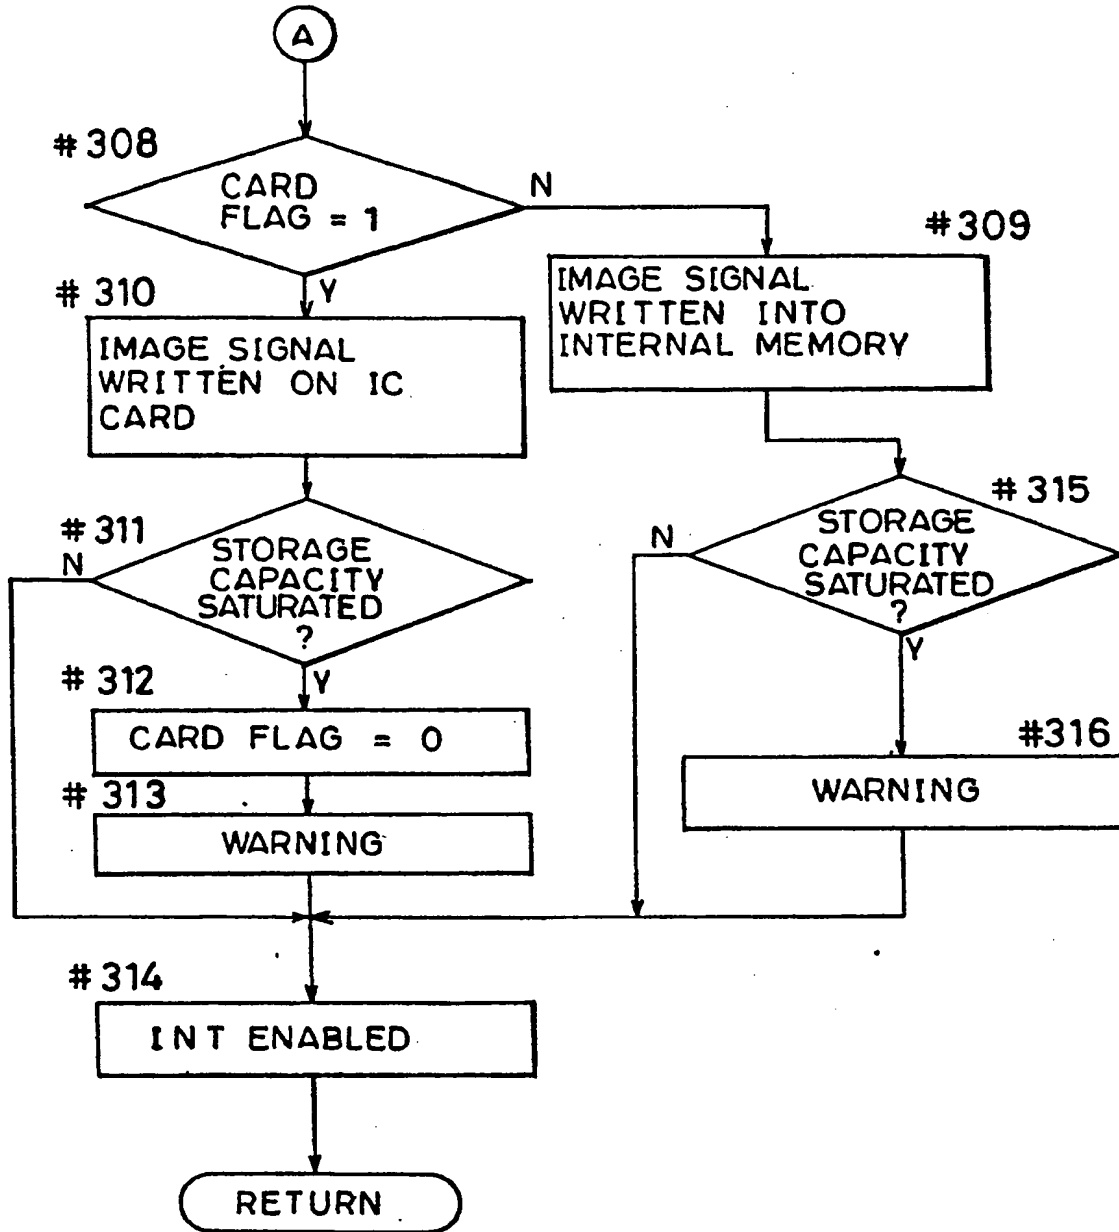 A
#308
CARD
FLAG = 1
N
Y
#309
IMAGE SIGNAL
WRITTEN INTO
INTERNAL MEMORY
#310
IMAGE SIGNAL
WRITTEN ON IC
CARD
#311
N
STORAGE
CAPACITY
SATURATED
?
Y
#315
N
STORAGE
CAPACITY
SATURATED
?
Y
#312
CARD FLAG = 0
#313
WARNING
#316
WARNING
#314
INT ENABLED
RETURN